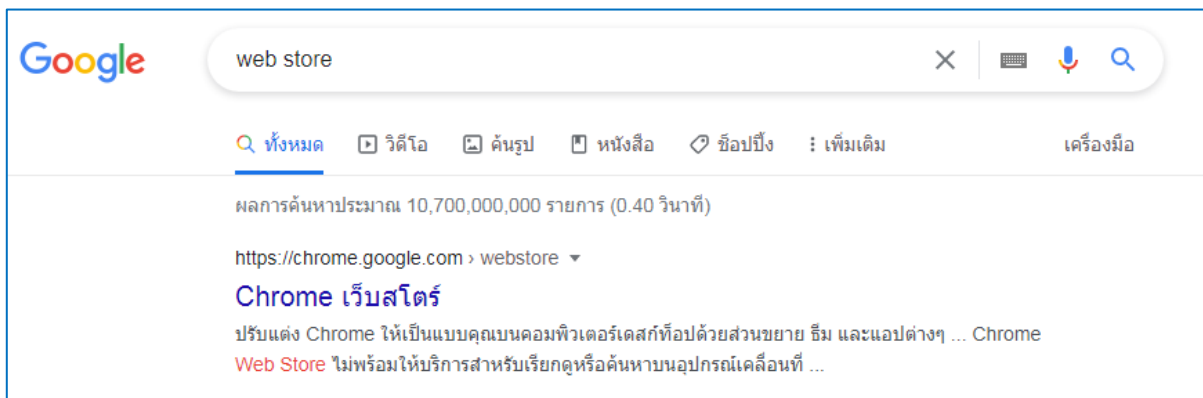 Google
web store
ทั้งหมด วิดีโอ ค้นรูป หนังสือ ช็อปปิ้ง เพิ่มเติม เครื่องมือ
ผลการค้นหาประมาณ 10,700,000,000 รายการ (0.40 วินาที)
https://chrome.google.com › webstore
Chrome เว็บสโตร์
ปรับแต่ง Chrome ให้เป็นแบบคุณบนคอมพิวเตอร์เดสก์ท็อปด้วยส่วนขยาย ธีม และแอปต่างๆ ... Chrome
Web Store ไม่พร้อมให้บริการสำหรับเรียกดูหรือค้นหาบนอุปกรณ์เคลื่อนที่ ...